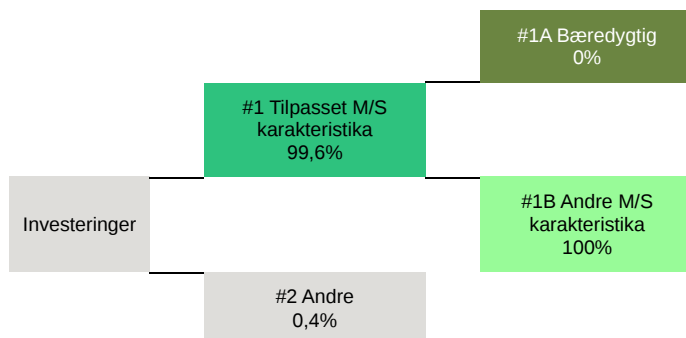 #1A Bæredygtig
0%
#1 Tilpasset M/S
karakteristika
99,6%
Investeringer
#1B Andre M/S
karakteristika
100%
#2 Andre
0,4%